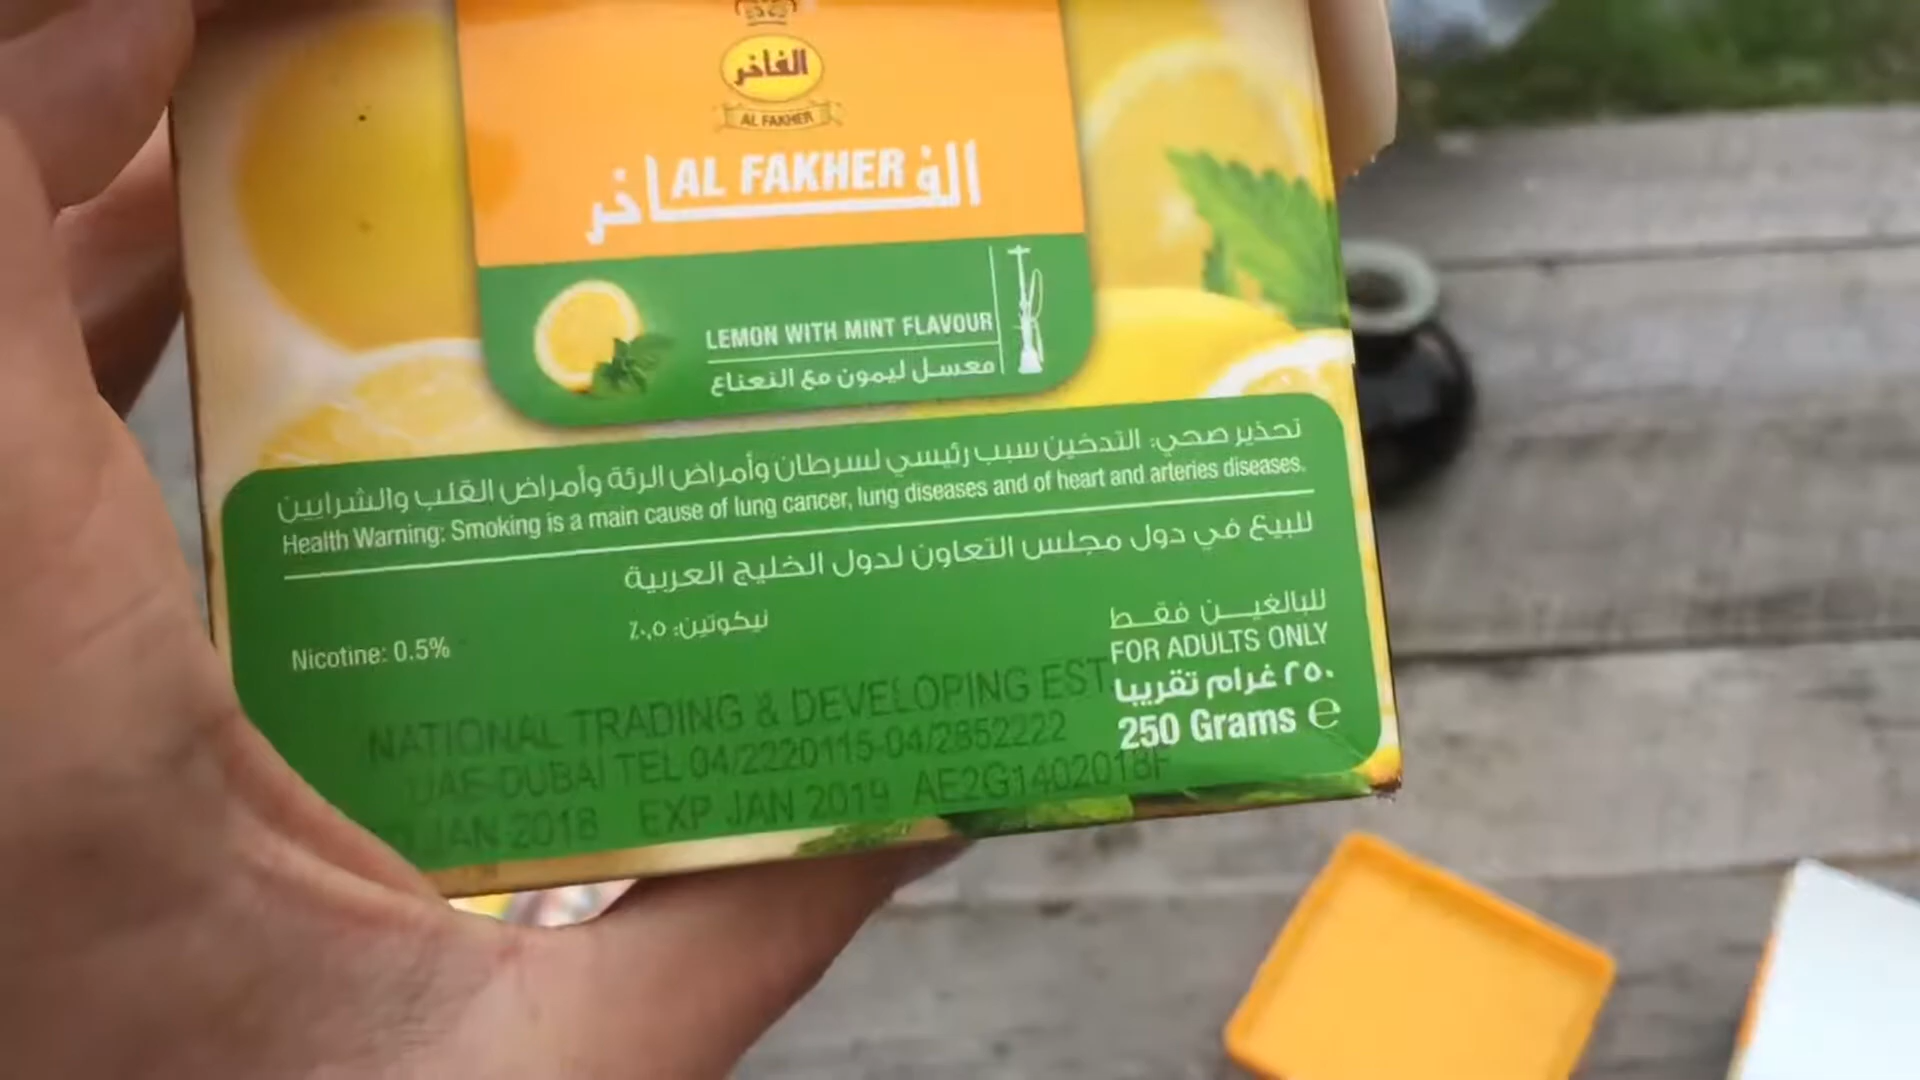 الفاخر
AL FAKHER
الفاخر AL FAKHER
LEMON WITH MINT FLAVOUR
معسل ليمون مع النعناع
تحذير صحي: التدخين سبب رئيسي لسرطان وأمراض الرئة وأمراض القلب والشرايين
Health Warning: Smoking is a main cause of lung cancer, lung diseases and of heart and arteries diseases.
للبيع في دول مجلس التعاون لدول الخليج العربية
Nicotine: 0.5%
نيكوتين: ٠,٥٪
للبالغين فقط
FOR ADULTS ONLY
٢٥٠ غرام تقريبا
250 Grams ℮
NATIONAL TRADING & DEVELOPING EST
UAE-DUBAI TEL 04/2220115-04/2852222
JAN-2018 EXP JAN 2019 AE2G1402018F